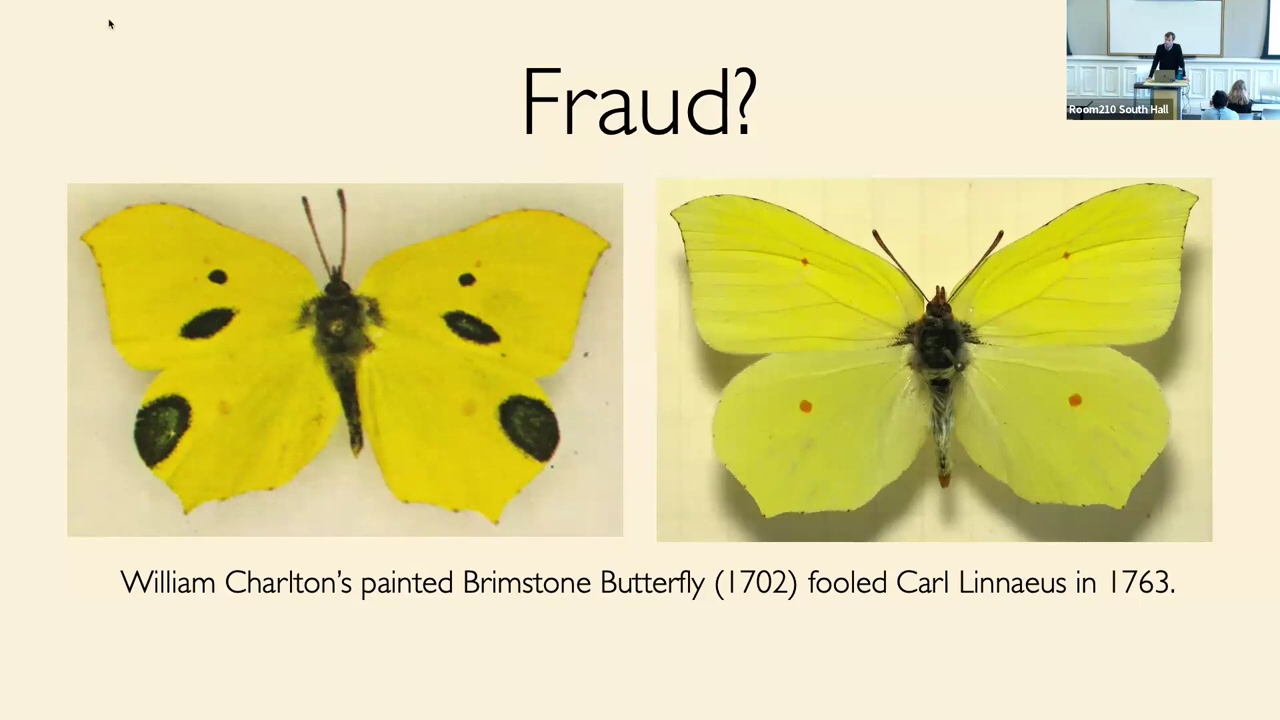 Fraud?
Room210 South Hall
William Charlton’s painted Brimstone Butterfly (1702) fooled Carl Linnaeus in 1763.